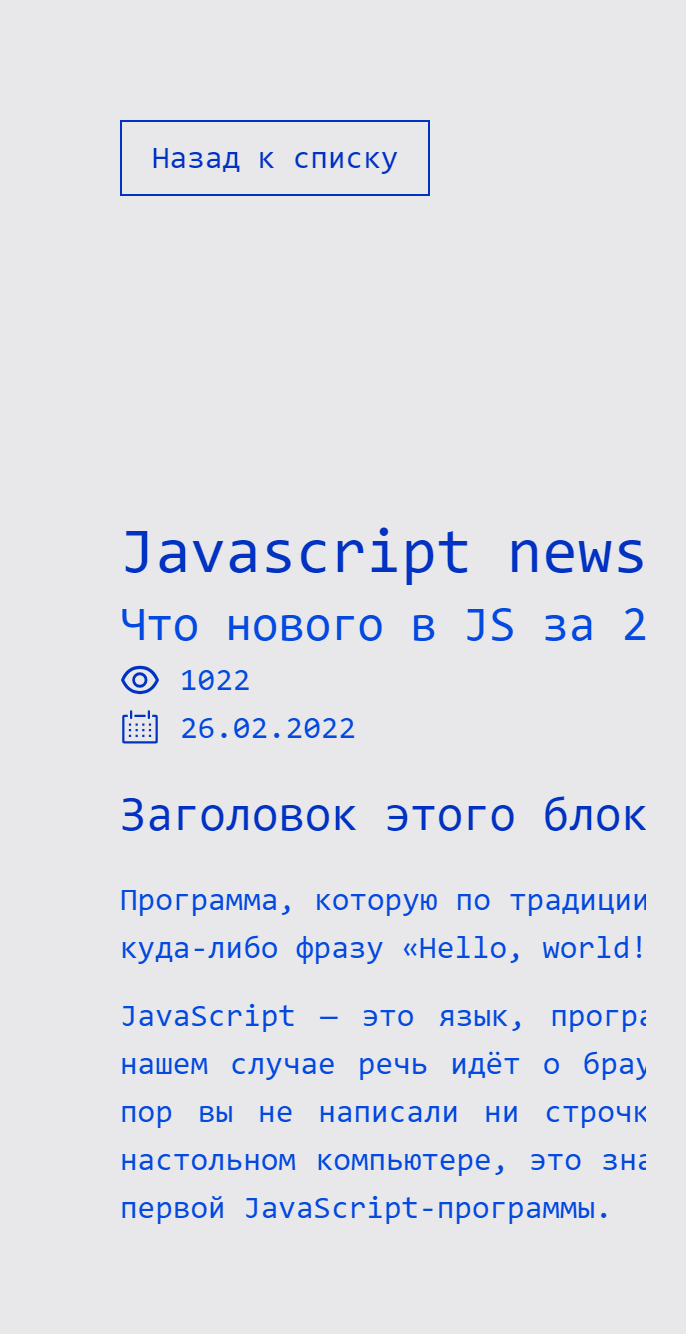 Назад к списку
Javascript news
Что нового в JS за 2
1022
26.02.2022
Заголовок этого блок
Программа, которую по традиции
куда-либо фразу «Hello, world!
JavaScript — это язык, програ
нашем случае речь идёт о брау
пор вы не написали ни строчк
настольном компьютере, это зна
первой JavaScript-программы.